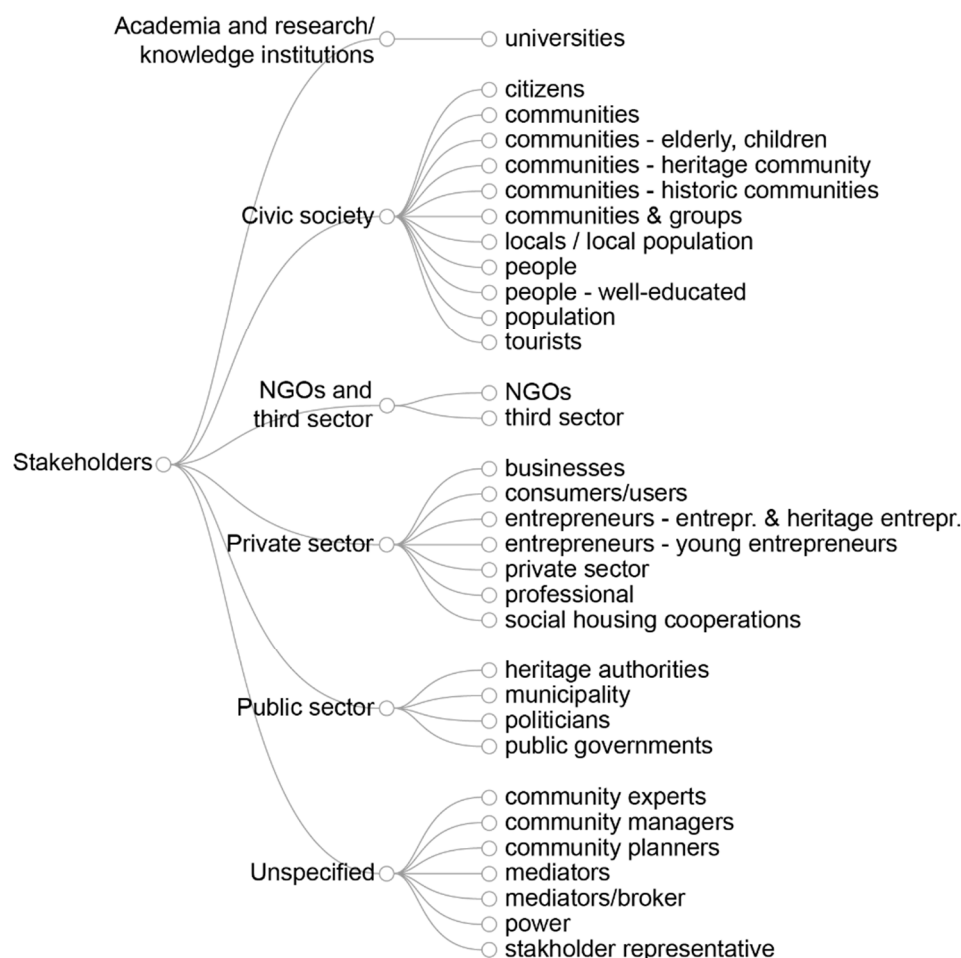 Academia and research/
knowledge institutions
universities
Civic society
citizens
communities
communities - elderly, children
communities - heritage community
communities - historic communities
communities & groups
locals / local population
people
people - well-educated
population
tourists
NGOs and
third sector
NGOs
third sector
Stakeholders
Private sector
businesses
consumers/users
entrepreneurs - entrepr. & heritage entrepr.
entrepreneurs - young entrepreneurs
private sector
professional
social housing cooperations
Public sector
heritage authorities
municipality
politicians
public governments
Unspecified
community experts
community managers
community planners
mediators
mediators/broker
power
stakholder representative